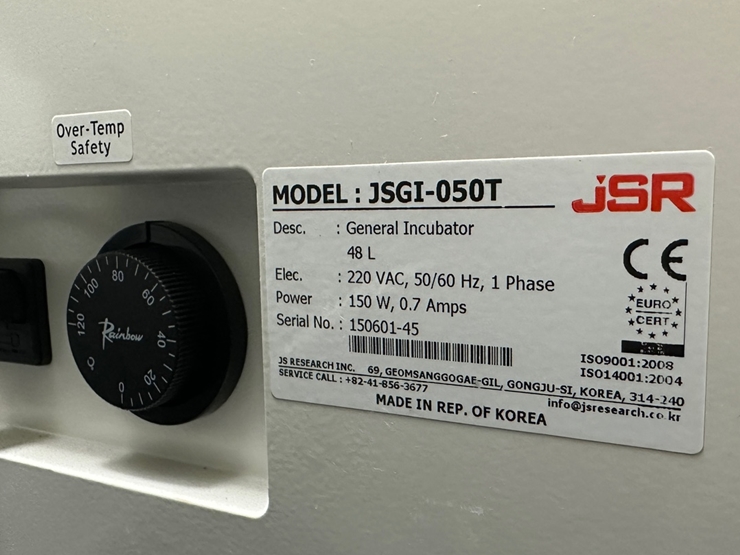 Over-Temp
Safety
MODEL : JSGI-050T
JSR
Desc. : General Incubator
48 L
Elec. : 220 VAC, 50/60 Hz, 1 Phase
Power : 150 W, 0.7 Amps
Serial No. : 150601-45
CE
EURO
CERT
ISO9001:2008
ISO14001:2004
JS RESEARCH INC. 69, GEOMSANGGOGAE-GIL, GONGJU-SI, KOREA, 314-240
SERVICE CALL : +82-41-856-3677
info@jsresearch.co.kr
MADE IN REP. OF KOREA
Rainbow
℃
0
20
40
60
80
100
120